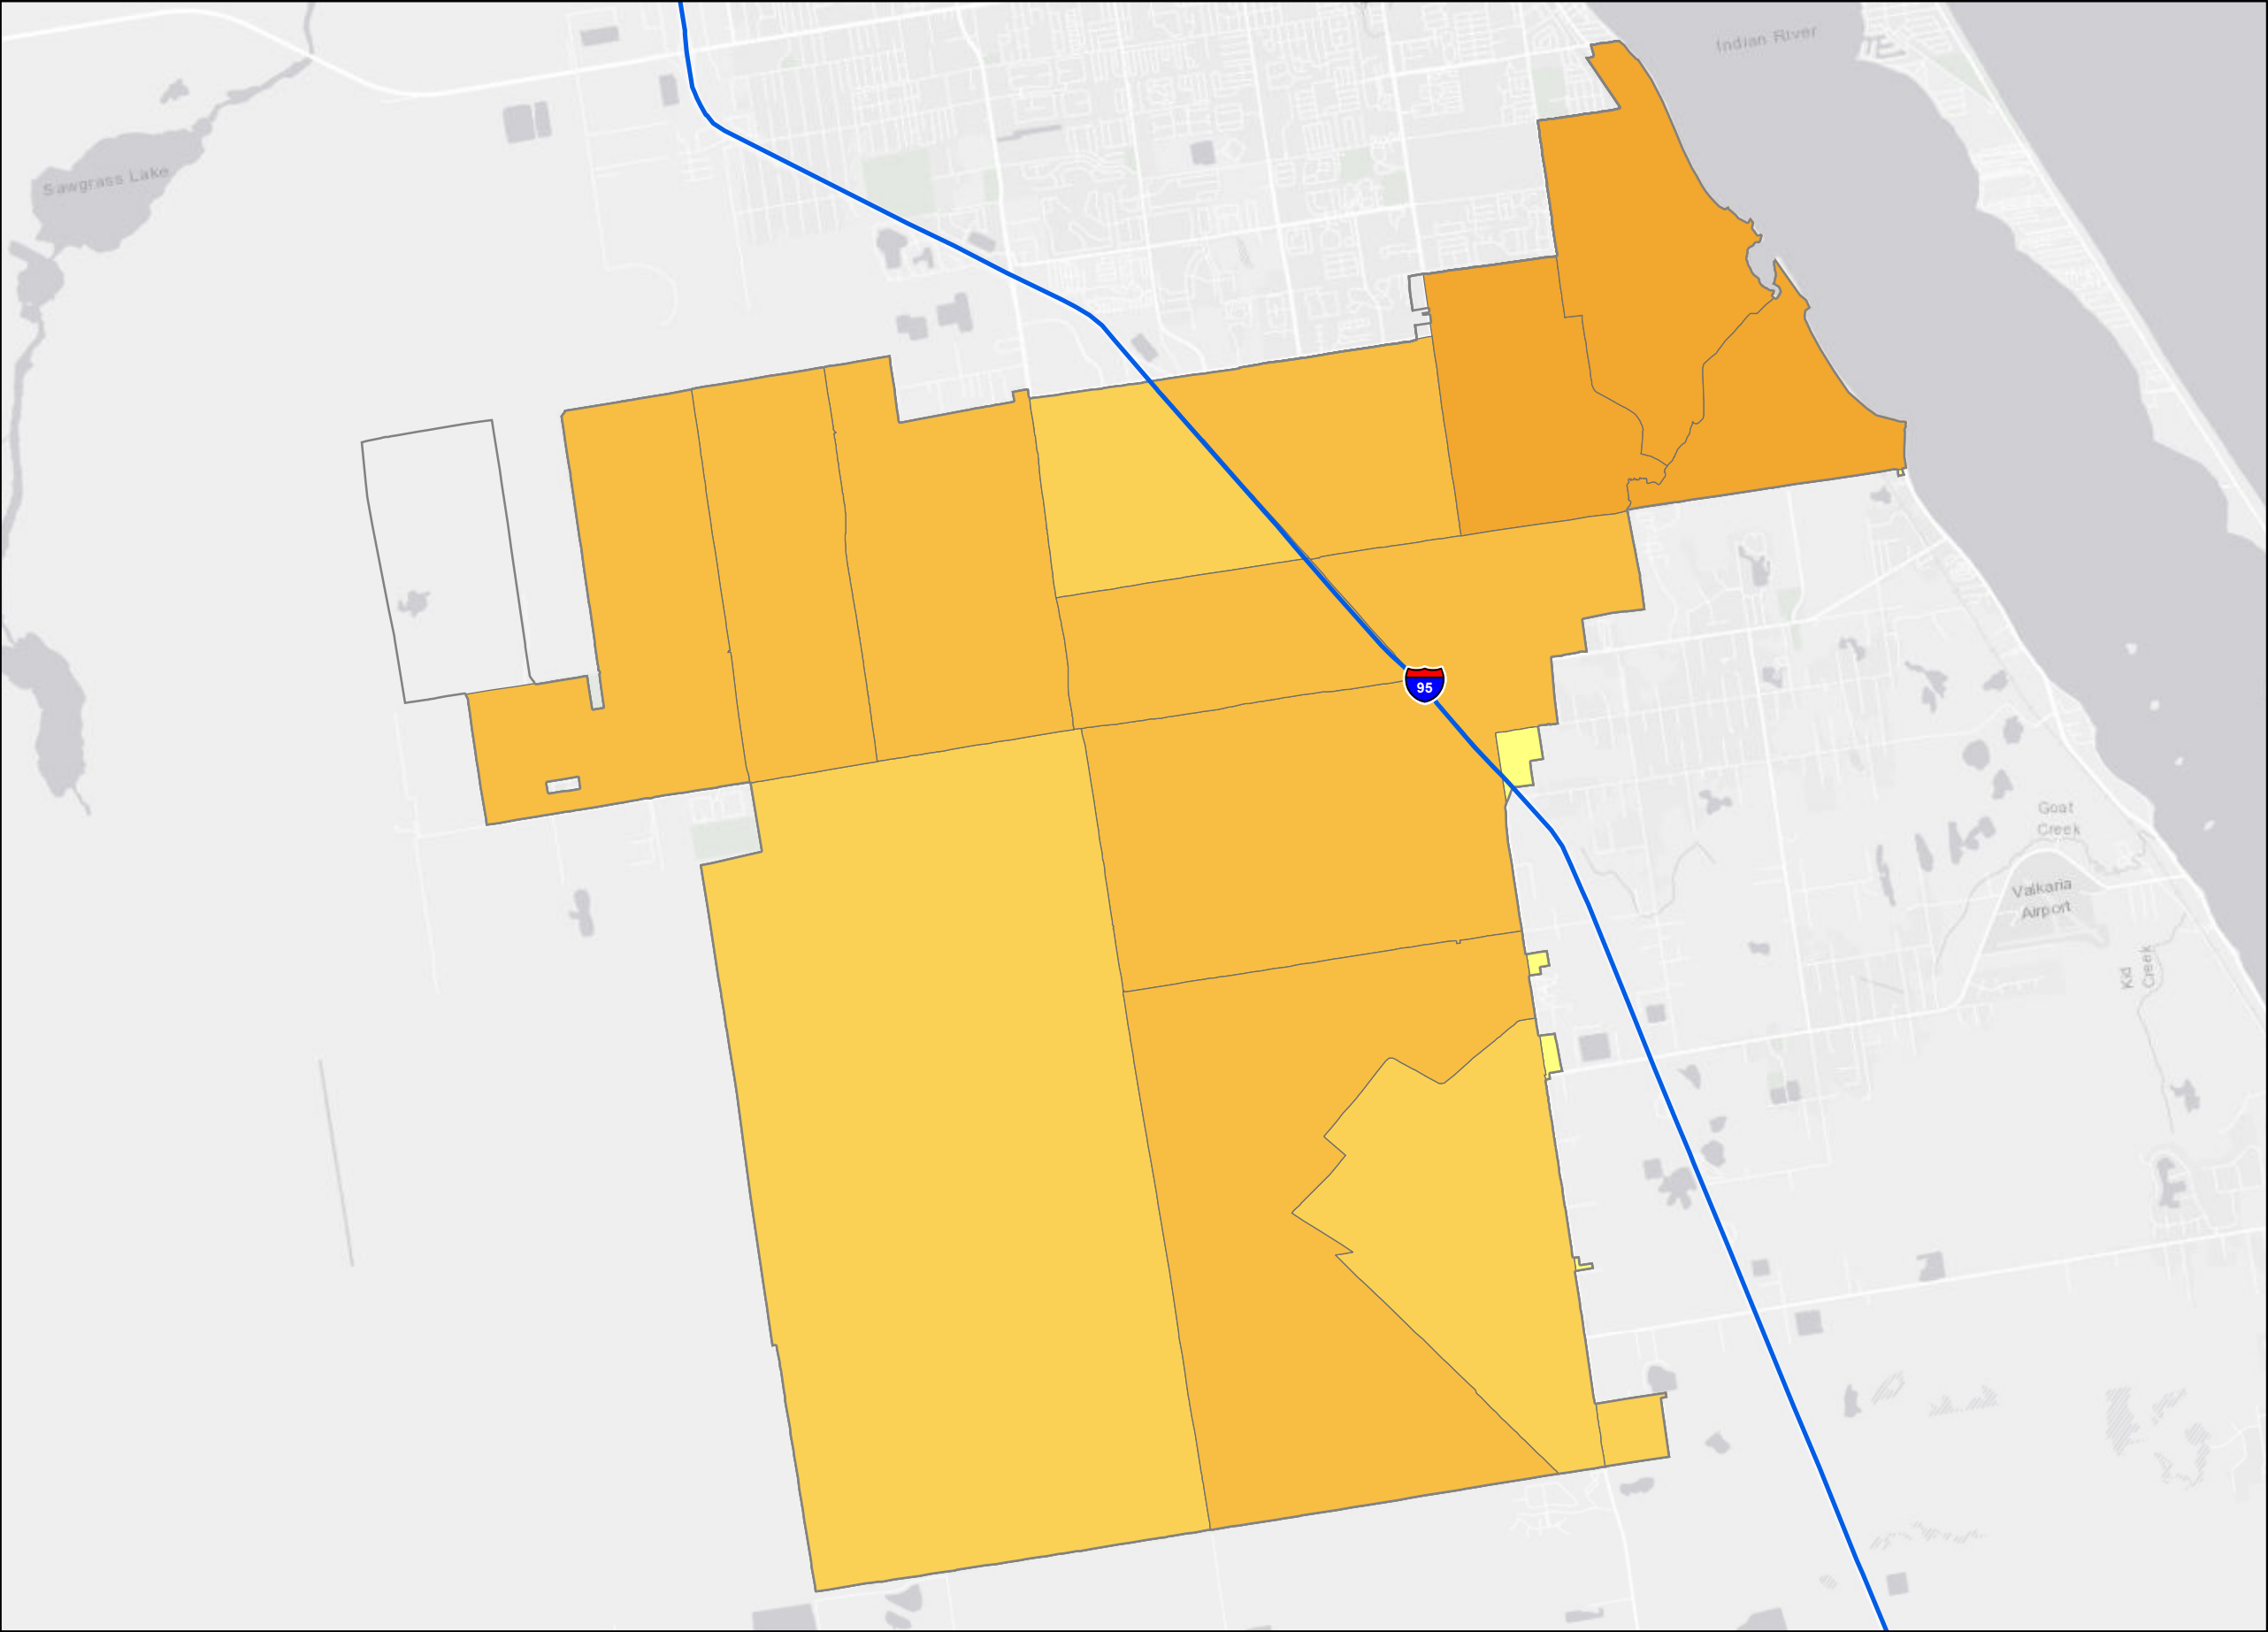 Indian River
Sawgrass Lake
95
Goat
Creek
Valkaria
Airport
Kid
Creek